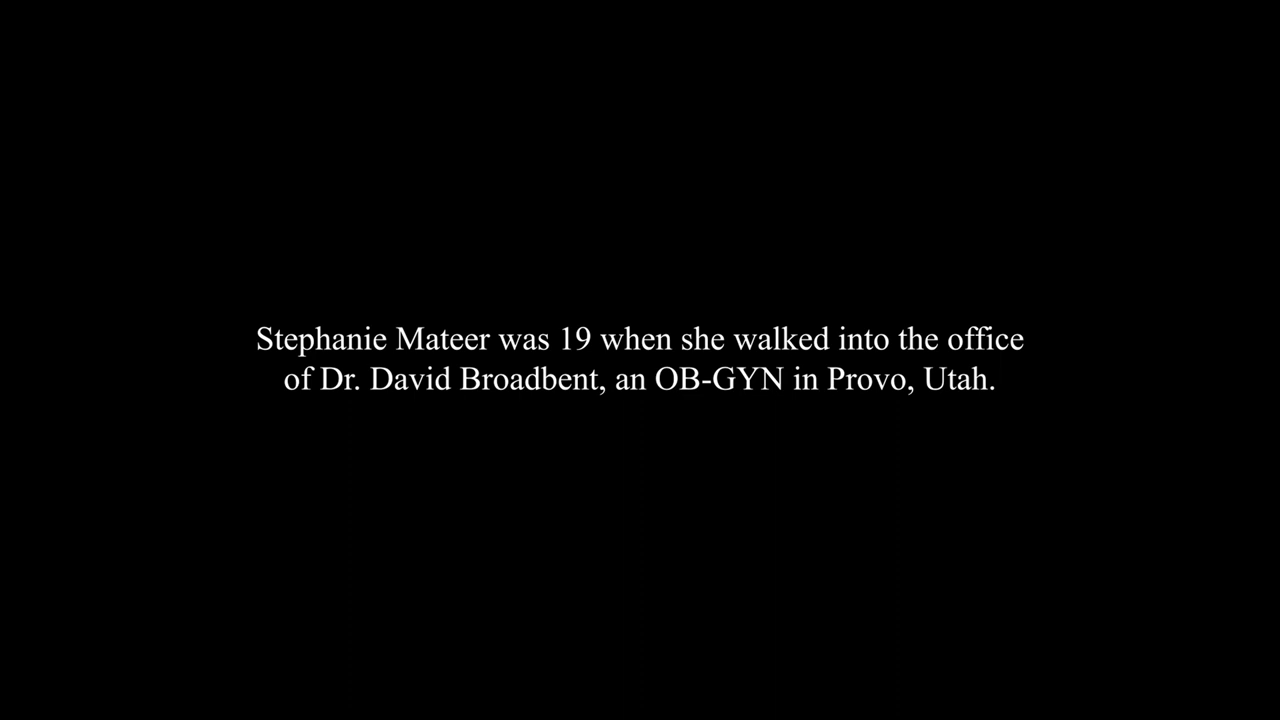 Stephanie Mateer was 19 when she walked into the office
of Dr. David Broadbent, an OB-GYN in Provo, Utah.